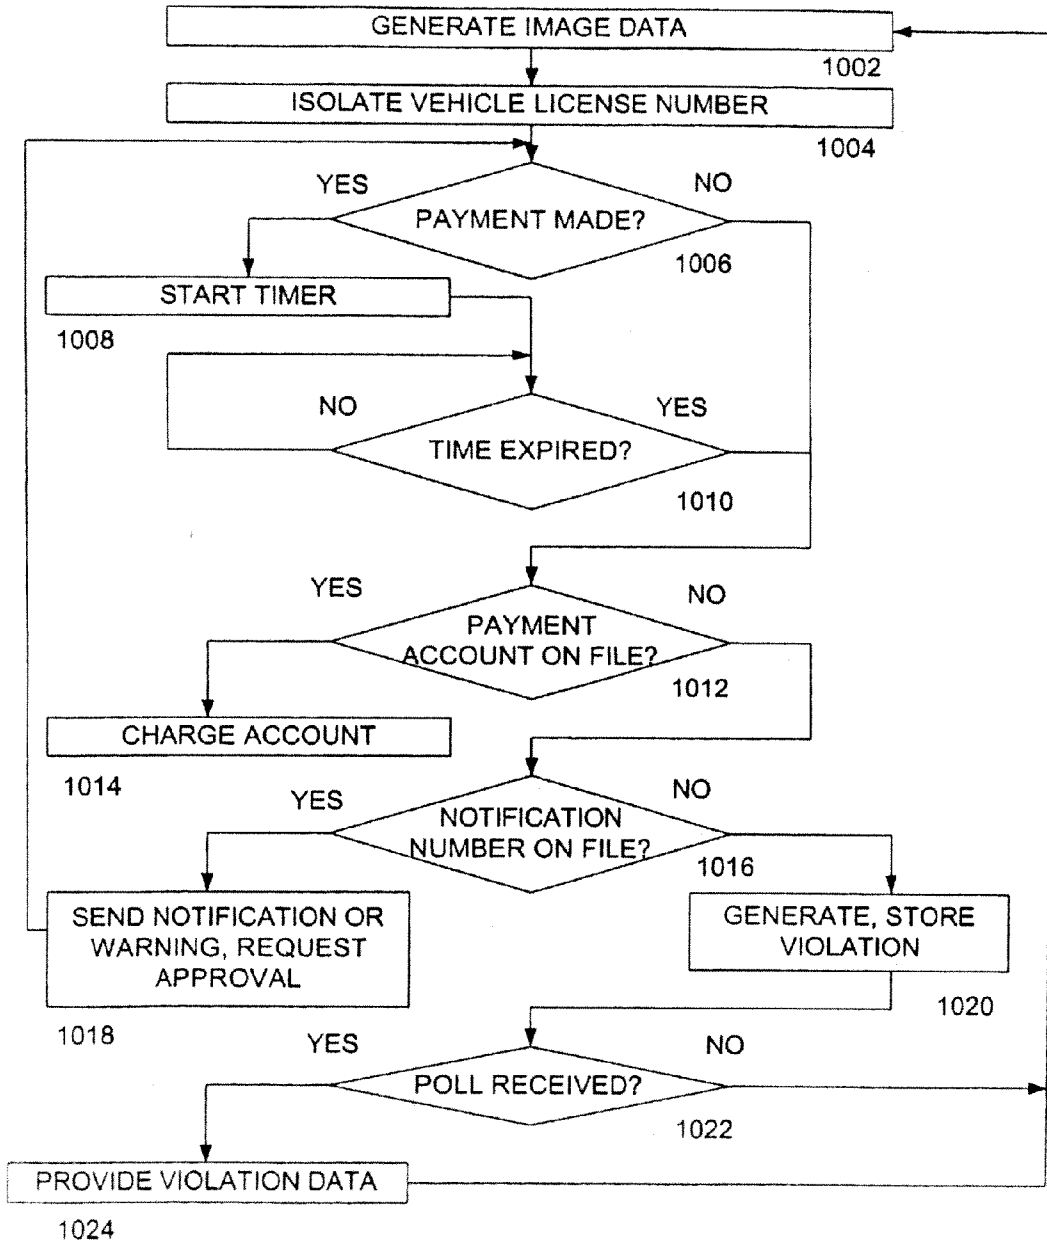 GENERATE IMAGE DATA
1002
ISOLATE VEHICLE LICENSE NUMBER
1004
YES
NO
PAYMENT MADE?
1006
START TIMER
1008
NO
YES
TIME EXPIRED?
1010
YES
NO
PAYMENT
ACCOUNT ON FILE?
1012
CHARGE ACCOUNT
1014
YES
NO
NOTIFICATION
NUMBER ON FILE?
1016
SEND NOTIFICATION OR
WARNING, REQUEST
APPROVAL
1018
GENERATE, STORE
VIOLATION
1020
YES
NO
POLL RECEIVED?
1022
PROVIDE VIOLATION DATA
1024